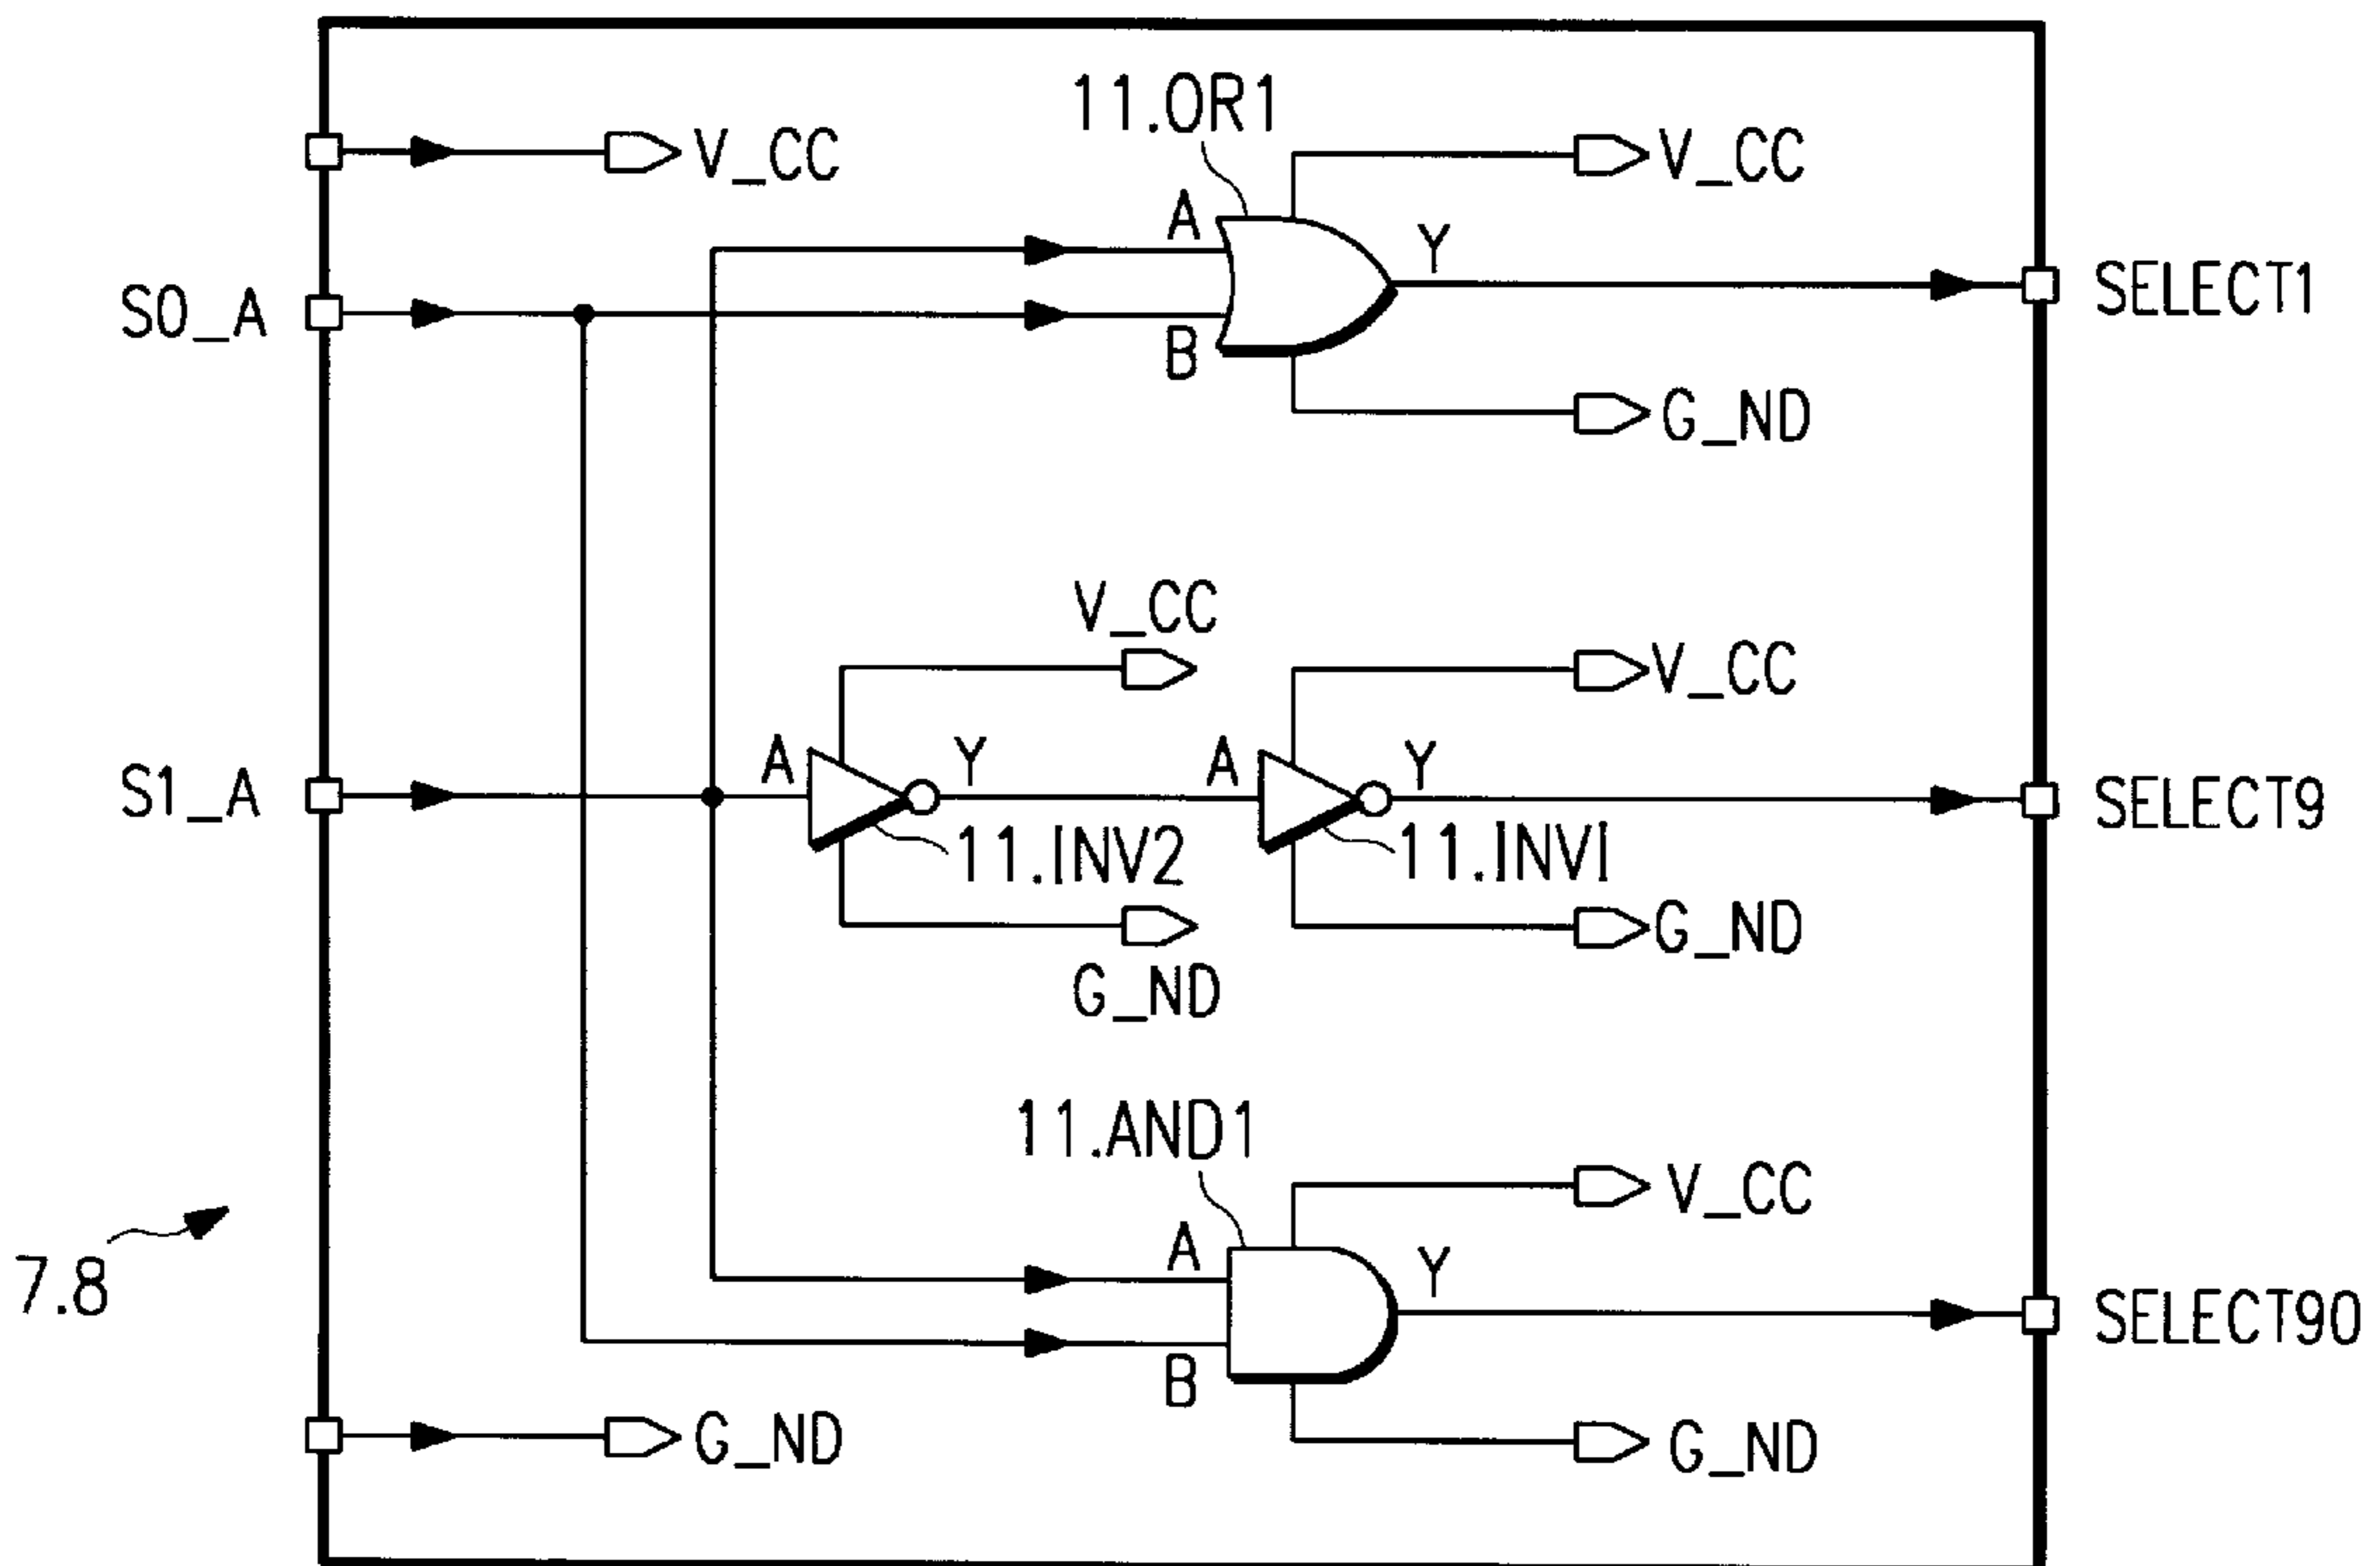 11.OR1
V_CC
V_CC
A
Y
S0_A
SELECT1
B
G_ND
V_CC
V_CC
A
Y
A
Y
S1_A
SELECT9
11.INV2
11.INVI
G_ND
G_ND
11.AND1
V_CC
A
Y
7.8
SELECT90
B
G_ND
G_ND